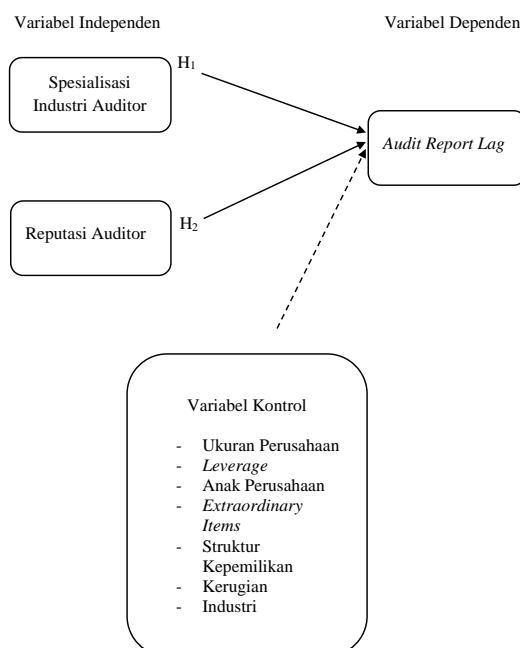 Variabel Independen
Variabel Dependen
Spesialisasi
Industri Auditor
H₁
Audit Report Lag
Reputasi Auditor
H₂
Variabel Kontrol
- Ukuran Perusahaan
- Leverage
- Anak Perusahaan
- Extraordinary
Items
- Struktur
Kepemilikan
- Kerugian
- Industri